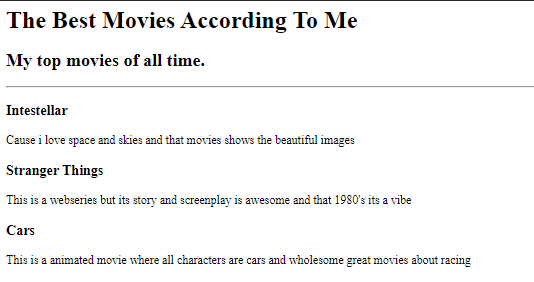 The Best Movies According To Me
My top movies of all time.
Intestellar
Cause i love space and skies and that movies shows the beautiful images
Stranger Things
This is a webseries but its story and screenplay is awesome and that 1980's its a vibe
Cars
This is a animated movie where all characters are cars and wholesome great movies about racing